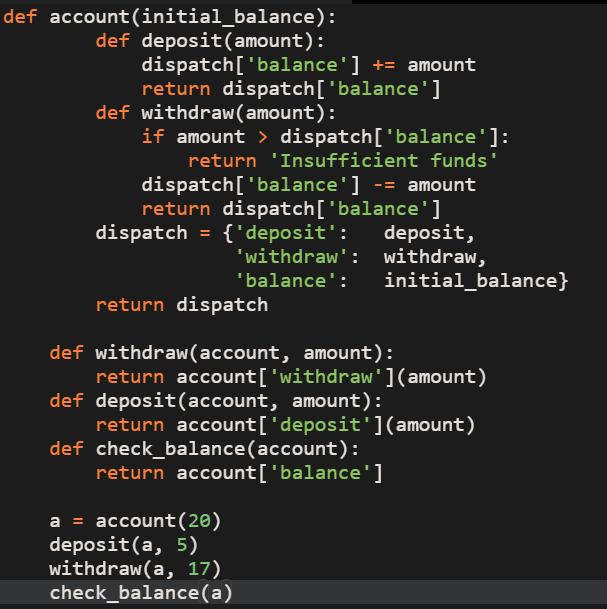 def account(initial_balance):
        def deposit(amount):
            dispatch['balance'] += amount
            return dispatch['balance']
        def withdraw(amount):
            if amount > dispatch['balance']:
                return 'Insufficient funds'
            dispatch['balance'] -= amount
            return dispatch['balance']
        dispatch = {'deposit':   deposit,
                    'withdraw':  withdraw,
                    'balance':   initial_balance}
        return dispatch

    def withdraw(account, amount):
        return account['withdraw'](amount)
    def deposit(account, amount):
        return account['deposit'](amount)
    def check_balance(account):
        return account['balance']

    a = account(20)
    deposit(a, 5)
    withdraw(a, 17)
    check_balance(a)